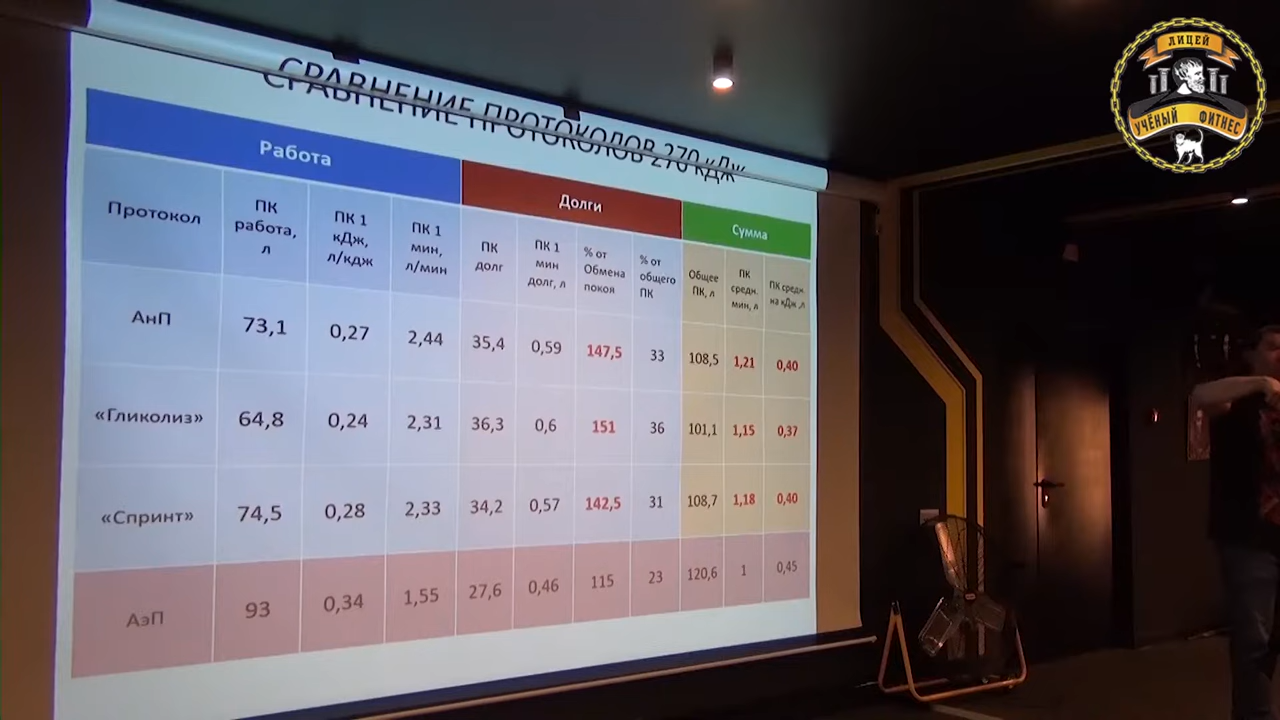 ЛИЦЕЙ
УЧЁНЫЙ ФИТНЕС
СРАВНЕНИЕ ПРОТОКОЛОВ 270 кДж
Работа
Долги
Сумма
Протокол
ПК
работа,
л
ПК 1
кДж,
л/кдж
ПК 1
мин,
л/мин
ПК
долг
ПК 1
мин
долг, л
% от
Обмена
покоя
% от
общего
ПК
Общее
ПК, л
ПК
средн.
мин, л
ПК средн.
на кДж ,л
АнП 73,1 0,27 2,44 35,4 0,59 147,5 33 108,5 1,21 0,40
«Гликолиз» 64,8 0,24 2,31 36,3 0,6 151 36 101,1 1,15 0,37
«Спринт» 74,5 0,28 2,33 34,2 0,57 142,5 31 108,7 1,18 0,40
АэП 93 0,34 1,55 27,6 0,46 115 23 120,6 1 0,45